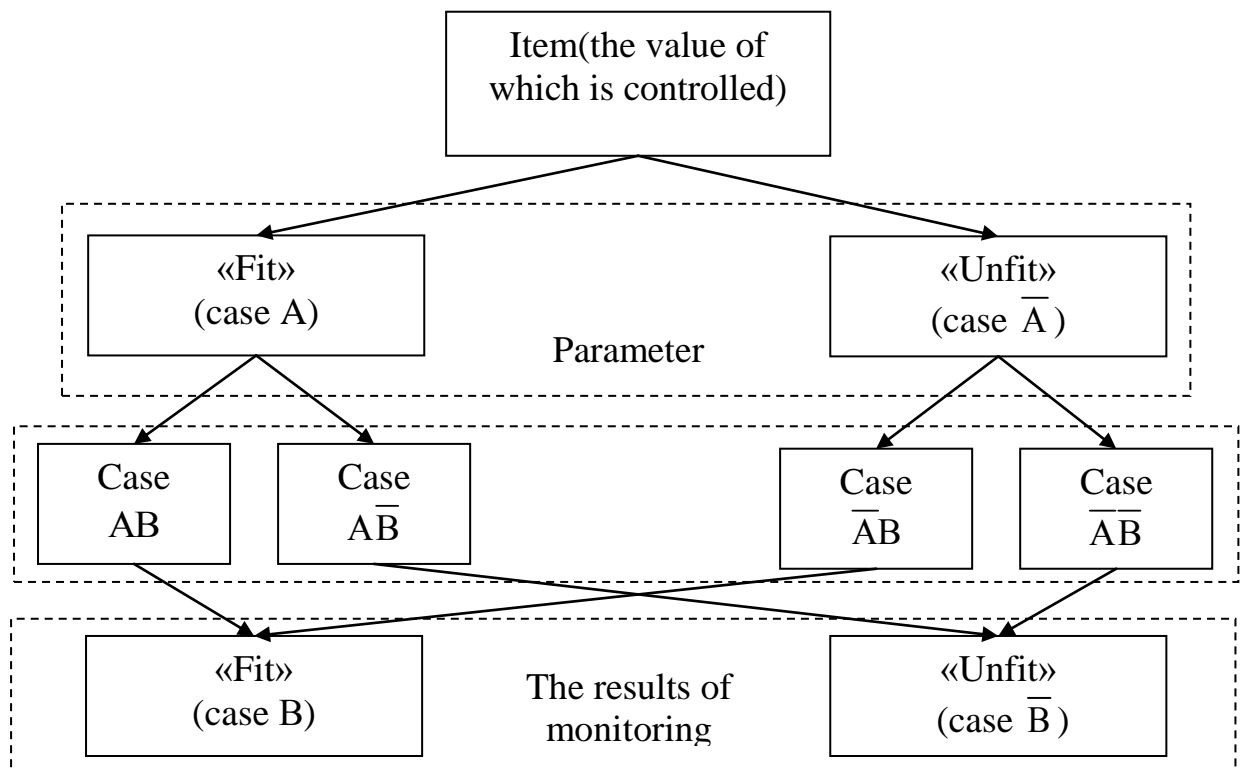 Item(the value of
which is controlled)
«Fit»
(case A)
«Unfit»
(case A̅ )
Parameter
Case
AB
Case
AB̅
Case
A̅B
Case
A̅B̅
«Fit»
(case B)
The results of
monitoring
«Unfit»
(case B̅ )